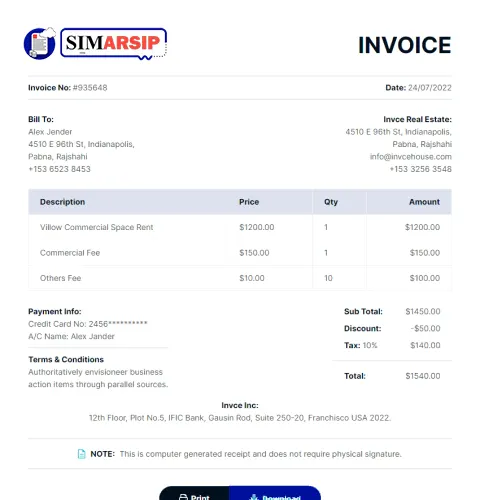 SIMARSIP
INVOICE
Invoice No: #935648
Date: 24/07/2022
Bill To:
Alex Jender
4510 E 96th St, Indianapolis,
Pabna, Rajshahi
+153 6523 8453
Invce Real Estate:
4510 E 96th St, Indianapolis,
Pabna, Rajshahi
info@invcehouse.com
+153 3256 3548
Description Price Qty Amount
Villow Commercial Space Rent $1200.00 1 $1200.00
Commercial Fee $150.00 1 $150.00
Others Fee $10.00 10 $100.00
Payment Info:
Credit Card No: 2456**********
A/C Name: Alex Jander
Terms & Conditions
Authoritatively envisioneer business
action items through parallel sources.
Sub Total: $1450.00
Discount: -$50.00
Tax: 10% $140.00
Total: $1540.00
Invce Inc:
12th Floor, Plot No.5, IFIC Bank, Gausin Rod, Suite 250-20, Franchisco USA 2022.
NOTE: This is computer generated receipt and does not require physical signature.
Print Download